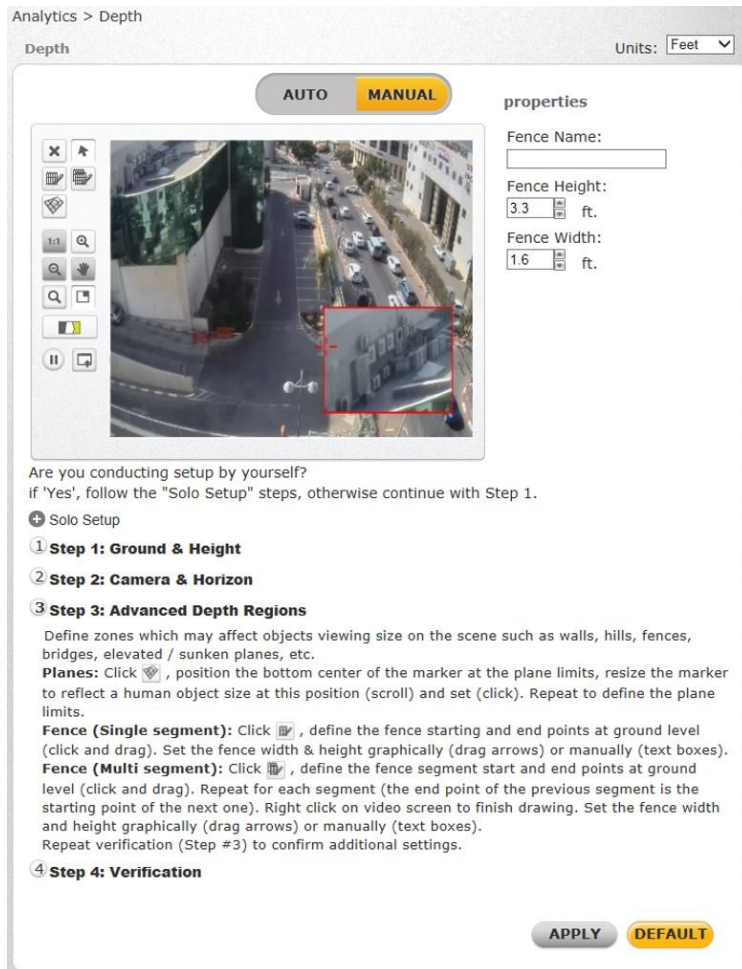 Analytics > Depth
Depth
Units: Feet
AUTO MANUAL
properties
Fence Name:
Fence Height:
3.3 ft.
Fence Width:
1.6 ft.
1:1
Are you conducting setup by yourself?
if 'Yes', follow the "Solo Setup" steps, otherwise continue with Step 1.
Solo Setup
1 Step 1: Ground & Height
2 Step 2: Camera & Horizon
3 Step 3: Advanced Depth Regions
Define zones which may affect objects viewing size on the scene such as walls, hills, fences,
bridges, elevated / sunken planes, etc.
Planes: Click , position the bottom center of the marker at the plane limits, resize the marker
to reflect a human object size at this position (scroll) and set (click). Repeat to define the plane
limits.
Fence (Single segment): Click , define the fence starting and end points at ground level
(click and drag). Set the fence width & height graphically (drag arrows) or manually (text boxes).
Fence (Multi segment): Click , define the fence segment start and end points at ground
level (click and drag). Repeat for each segment (the end point of the previous segment is the
starting point of the next one). Right click on video screen to finish drawing. Set the fence width
and height graphically (drag arrows) or manually (text boxes).
Repeat verification (Step #3) to confirm additional settings.
4 Step 4: Verification
APPLY DEFAULT